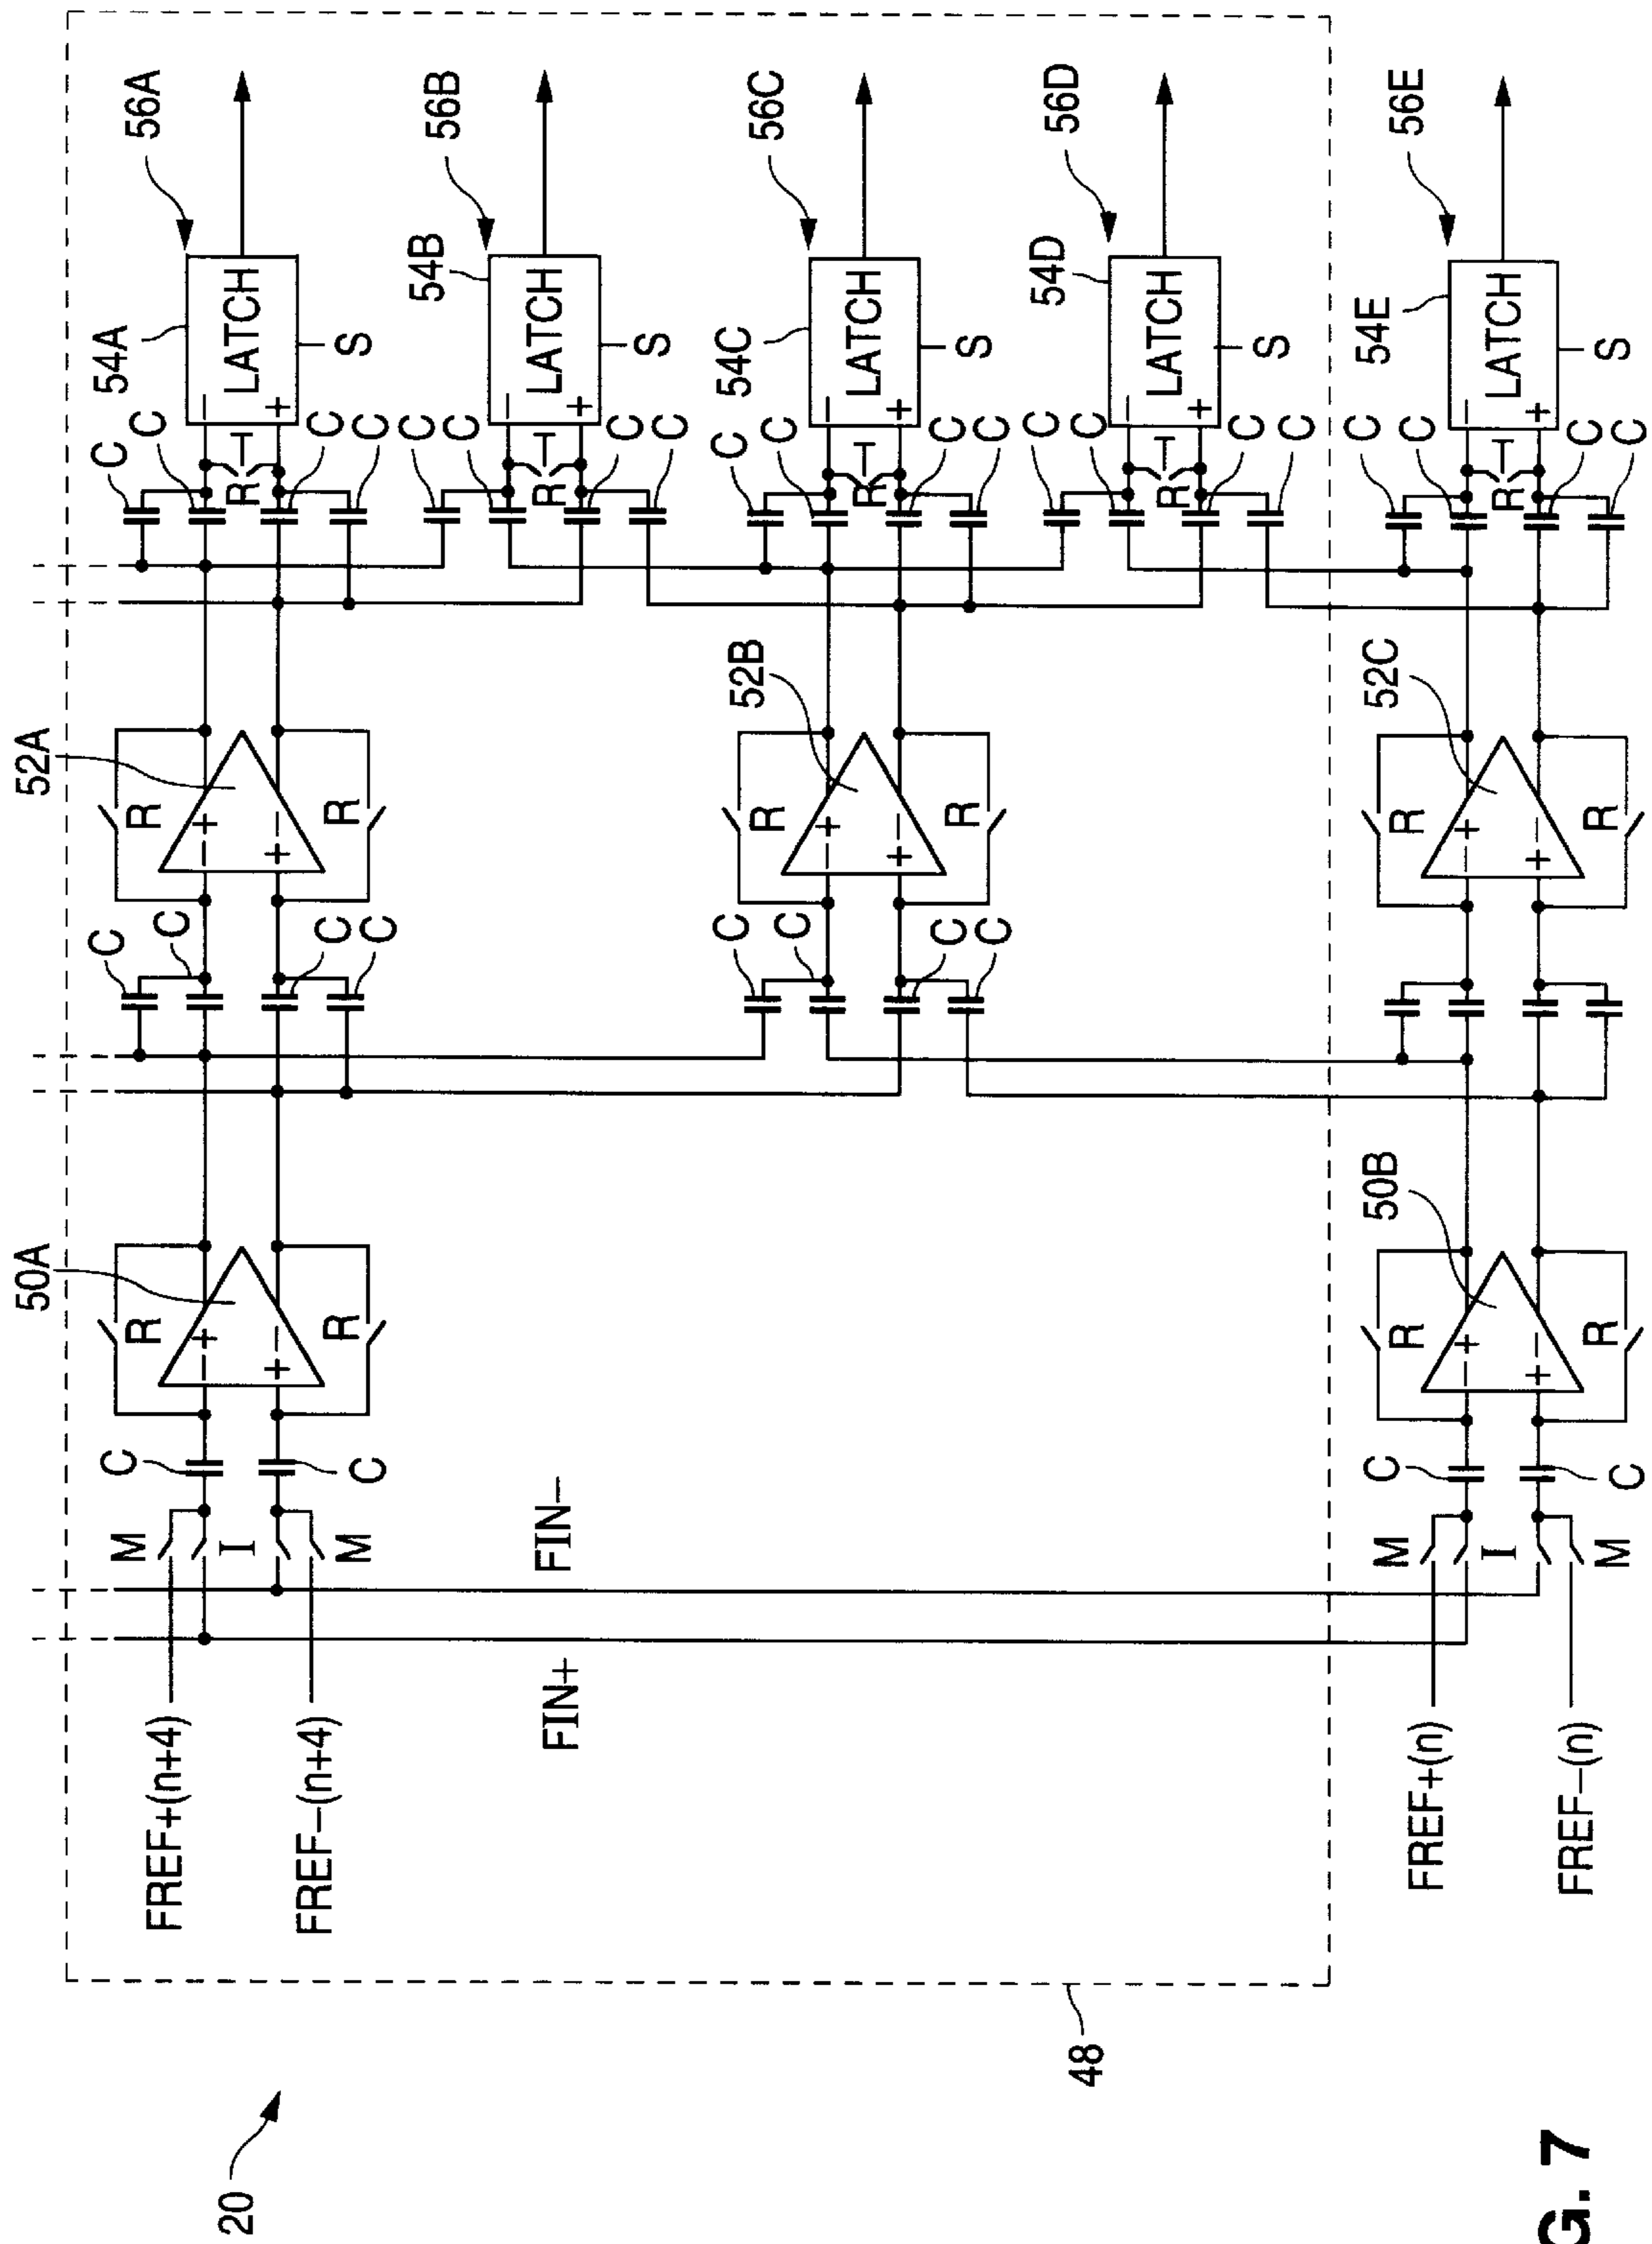 20
48
56A
56B
56C
56D
56E
54A
54B
54C
54D
54E
LATCH
LATCH
LATCH
LATCH
LATCH
− +
− +
− +
− +
− +
S
S
S
S
S
C C C C
C C C C
C C C C
C C C C
C C C C
R T
R T
R T
R T
R T
52A
52B
52C
R + − − + R
R + − − + R
R + − − + R
C C C C
C C C C
50A
50B
R + − − + R
R + − − + R
C C
C C
M I M
M I M
FIN−
FIN+
FREF+(n+4)
FREF−(n+4)
FREF+(n)
FREF−(n)
G. 7